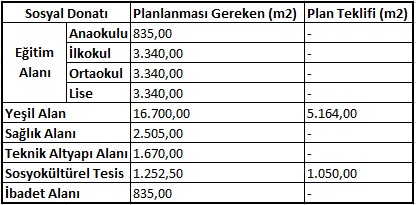 Sosyal Donatı Planlanması Gereken (m2) Plan Teklifi (m2)
Eğitim Alanı Anaokulu 835,00 -
İlkokul 3.340,00 -
Ortaokul 3.340,00 -
Lise 3.340,00 -
Yeşil Alan 16.700,00 5.164,00
Sağlık Alanı 2.505,00 -
Teknik Altyapı Alanı 1.670,00 -
Sosyokültürel Tesis 1.252,50 1.050,00
İbadet Alanı 835,00 -